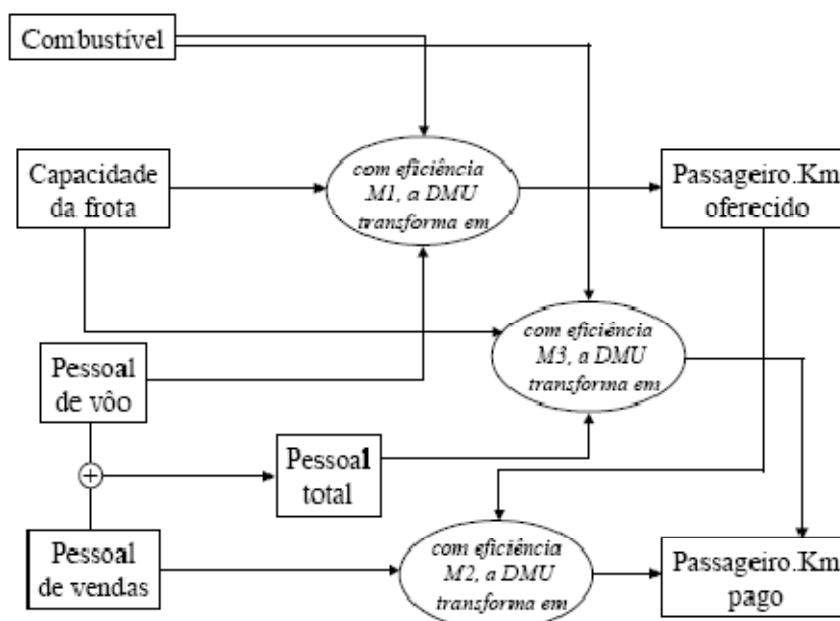 Combustível
Capacidade
da frota
com eficiência
M1, a DMU
transforma em
Passageiro.Km
oferecido
com eficiência
M3, a DMU
transforma em
Pessoal
de vôo
+
Pessoal
total
Pessoal
de vendas
com eficiência
M2, a DMU
transforma em
Passageiro.Km
pago